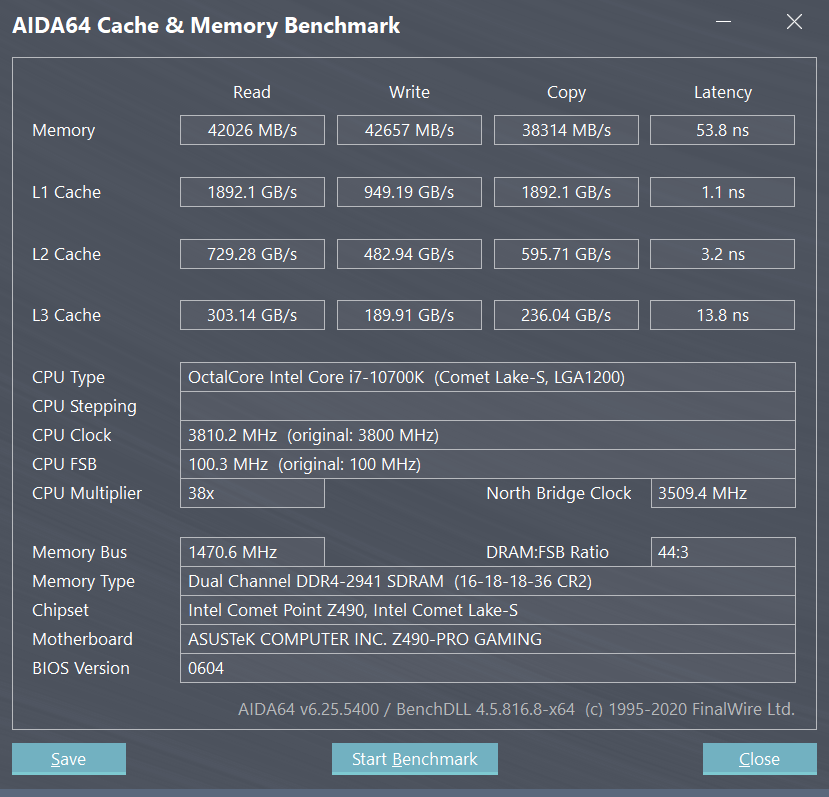 AIDA64 Cache & Memory Benchmark
Read Write Copy Latency
Memory 42026 MB/s 42657 MB/s 38314 MB/s 53.8 ns
L1 Cache 1892.1 GB/s 949.19 GB/s 1892.1 GB/s 1.1 ns
L2 Cache 729.28 GB/s 482.94 GB/s 595.71 GB/s 3.2 ns
L3 Cache 303.14 GB/s 189.91 GB/s 236.04 GB/s 13.8 ns
CPU Type OctalCore Intel Core i7-10700K (Comet Lake-S, LGA1200)
CPU Stepping
CPU Clock 3810.2 MHz (original: 3800 MHz)
CPU FSB 100.3 MHz (original: 100 MHz)
CPU Multiplier 38x North Bridge Clock 3509.4 MHz
Memory Bus 1470.6 MHz DRAM:FSB Ratio 44:3
Memory Type Dual Channel DDR4-2941 SDRAM (16-18-18-36 CR2)
Chipset Intel Comet Point Z490, Intel Comet Lake-S
Motherboard ASUSTeK COMPUTER INC. Z490-PRO GAMING
BIOS Version 0604
AIDA64 v6.25.5400 / BenchDLL 4.5.816.8-x64 (c) 1995-2020 FinalWire Ltd.
Save Start Benchmark Close